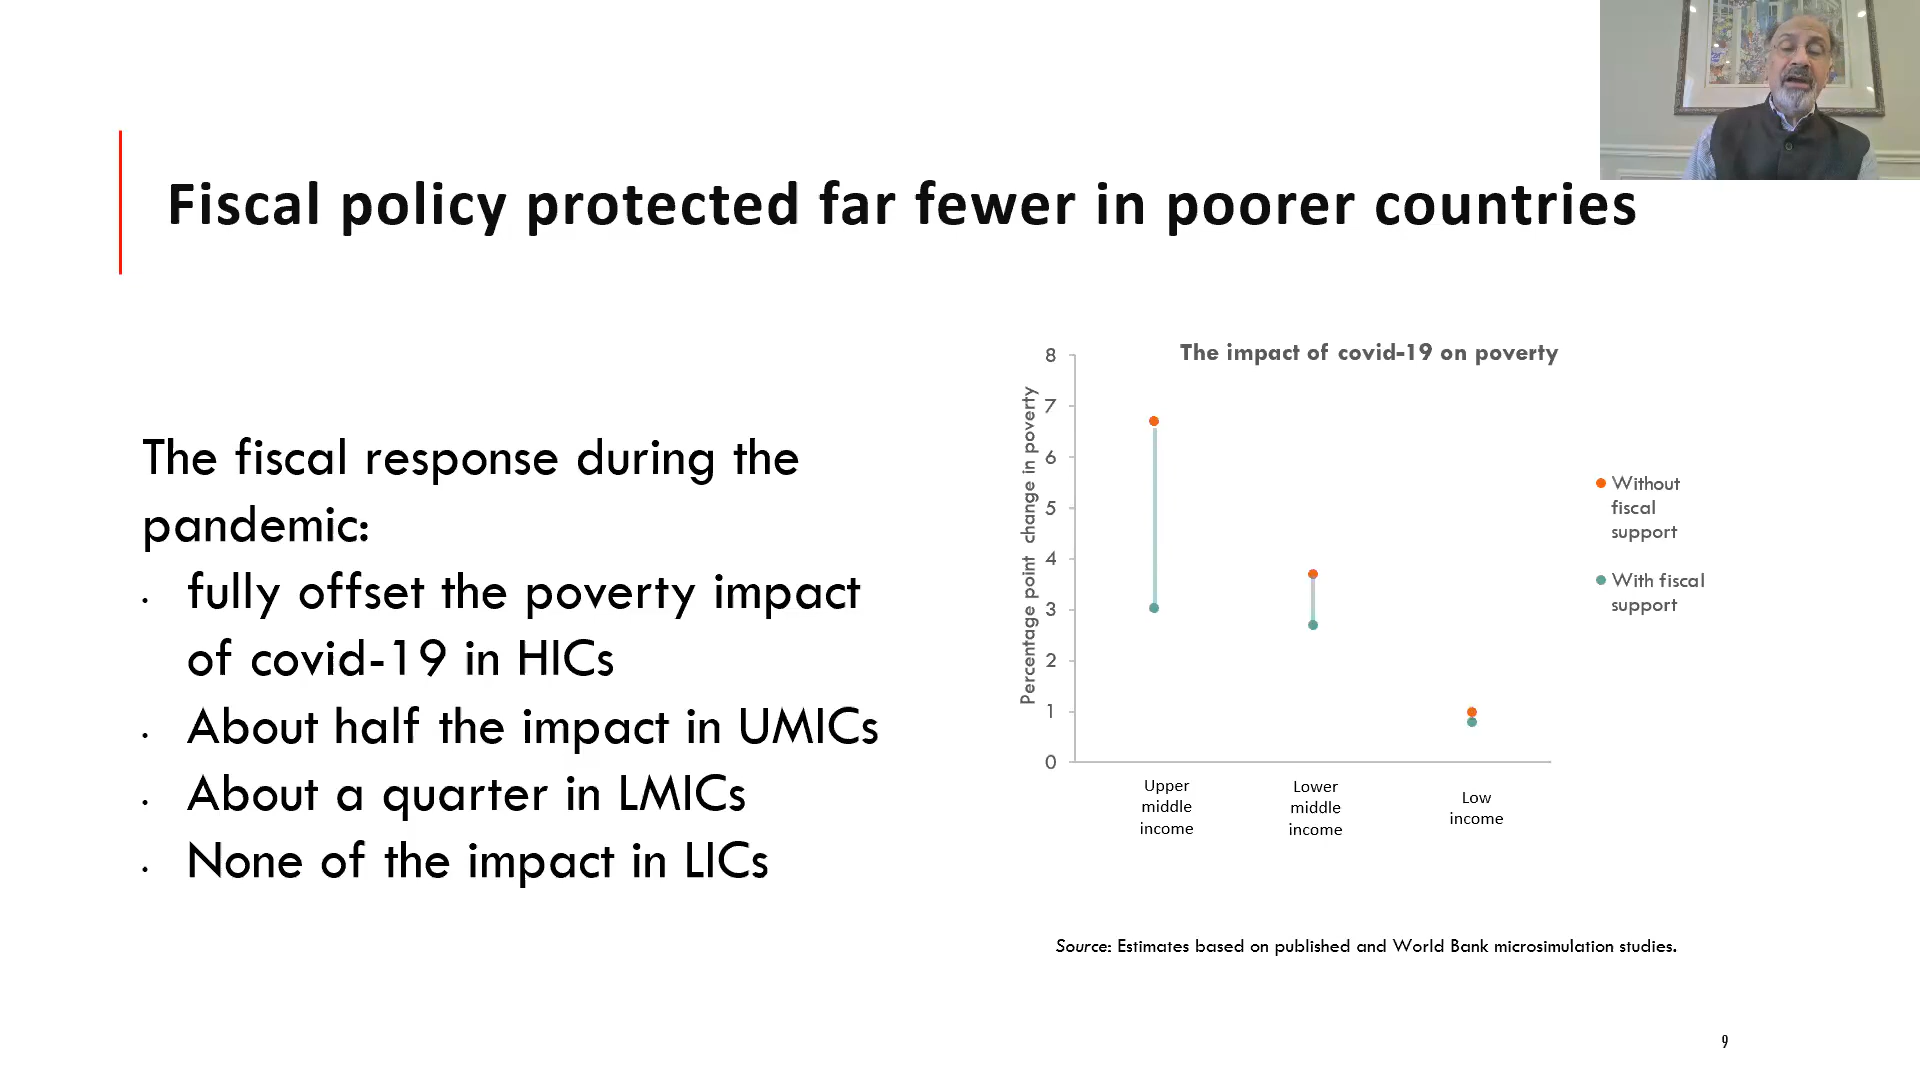 Fiscal policy protected far fewer in poorer countries
The fiscal response during the
pandemic:
• fully offset the poverty impact
of covid-19 in HICs
• About half the impact in UMICs
• About a quarter in LMICs
• None of the impact in LICs
The impact of covid-19 on poverty
Percentage point change in poverty
8
7
6
5
4
3
2
1
0
Upper
middle
income
Lower
middle
income
Low
income
Without
fiscal
support
With fiscal
support
Source: Estimates based on published and World Bank microsimulation studies.
9